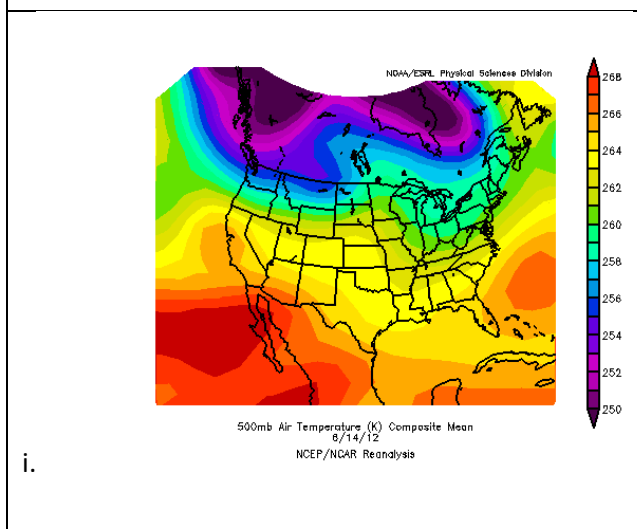 NOAA/ESRL Physical Sciences Division
268
266
264
262
260
258
256
254
252
250
500mb Air Temperature (K) Composite Mean
6/14/12
NCEP/NCAR Reanalysis
i.